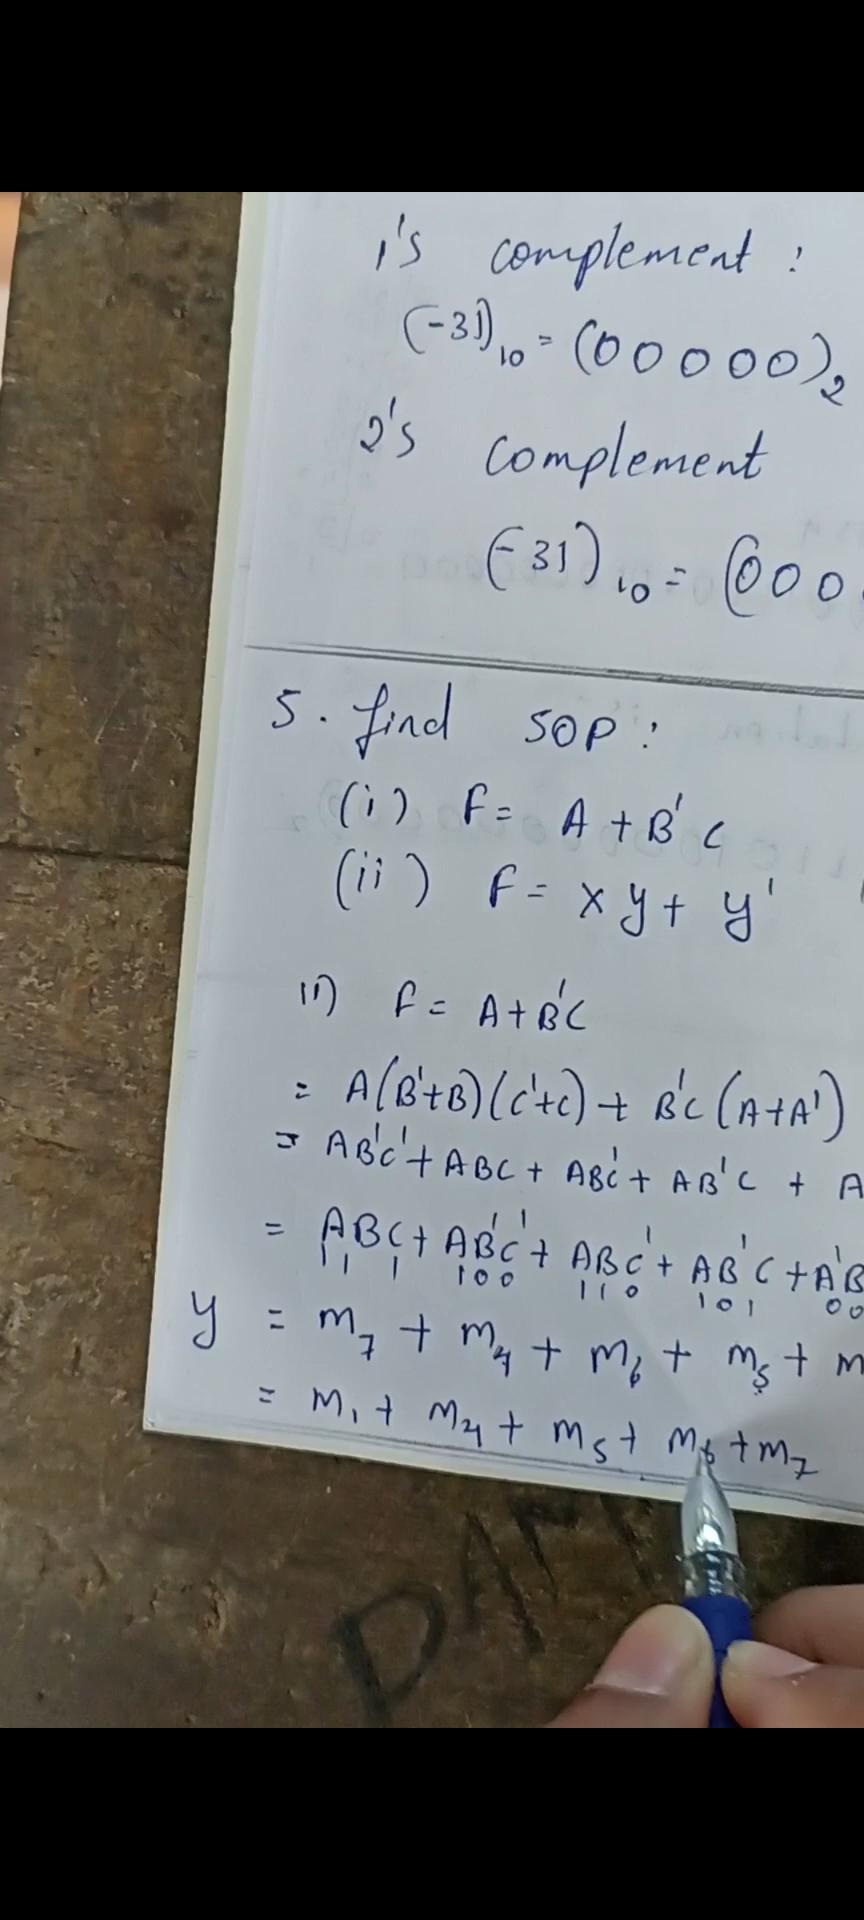 1's complement :
(-31)10 = (00000)2
2's complement
(-31)10 = (000
5. find SOP :
(i) F = A + B'C
(ii) F = xy + y'
11) F = A + B'C
= A(B'+B)(C'+C) + B'C(A+A')
= AB'C' + ABC + ABC' + AB'C + A
= ABC + AB'C' + ABC' + AB'C + A'B
111 100 110 101 00
y = m7 + m4 + m6 + m5 + m
= m1 + m4 + m5 + m6 + m7